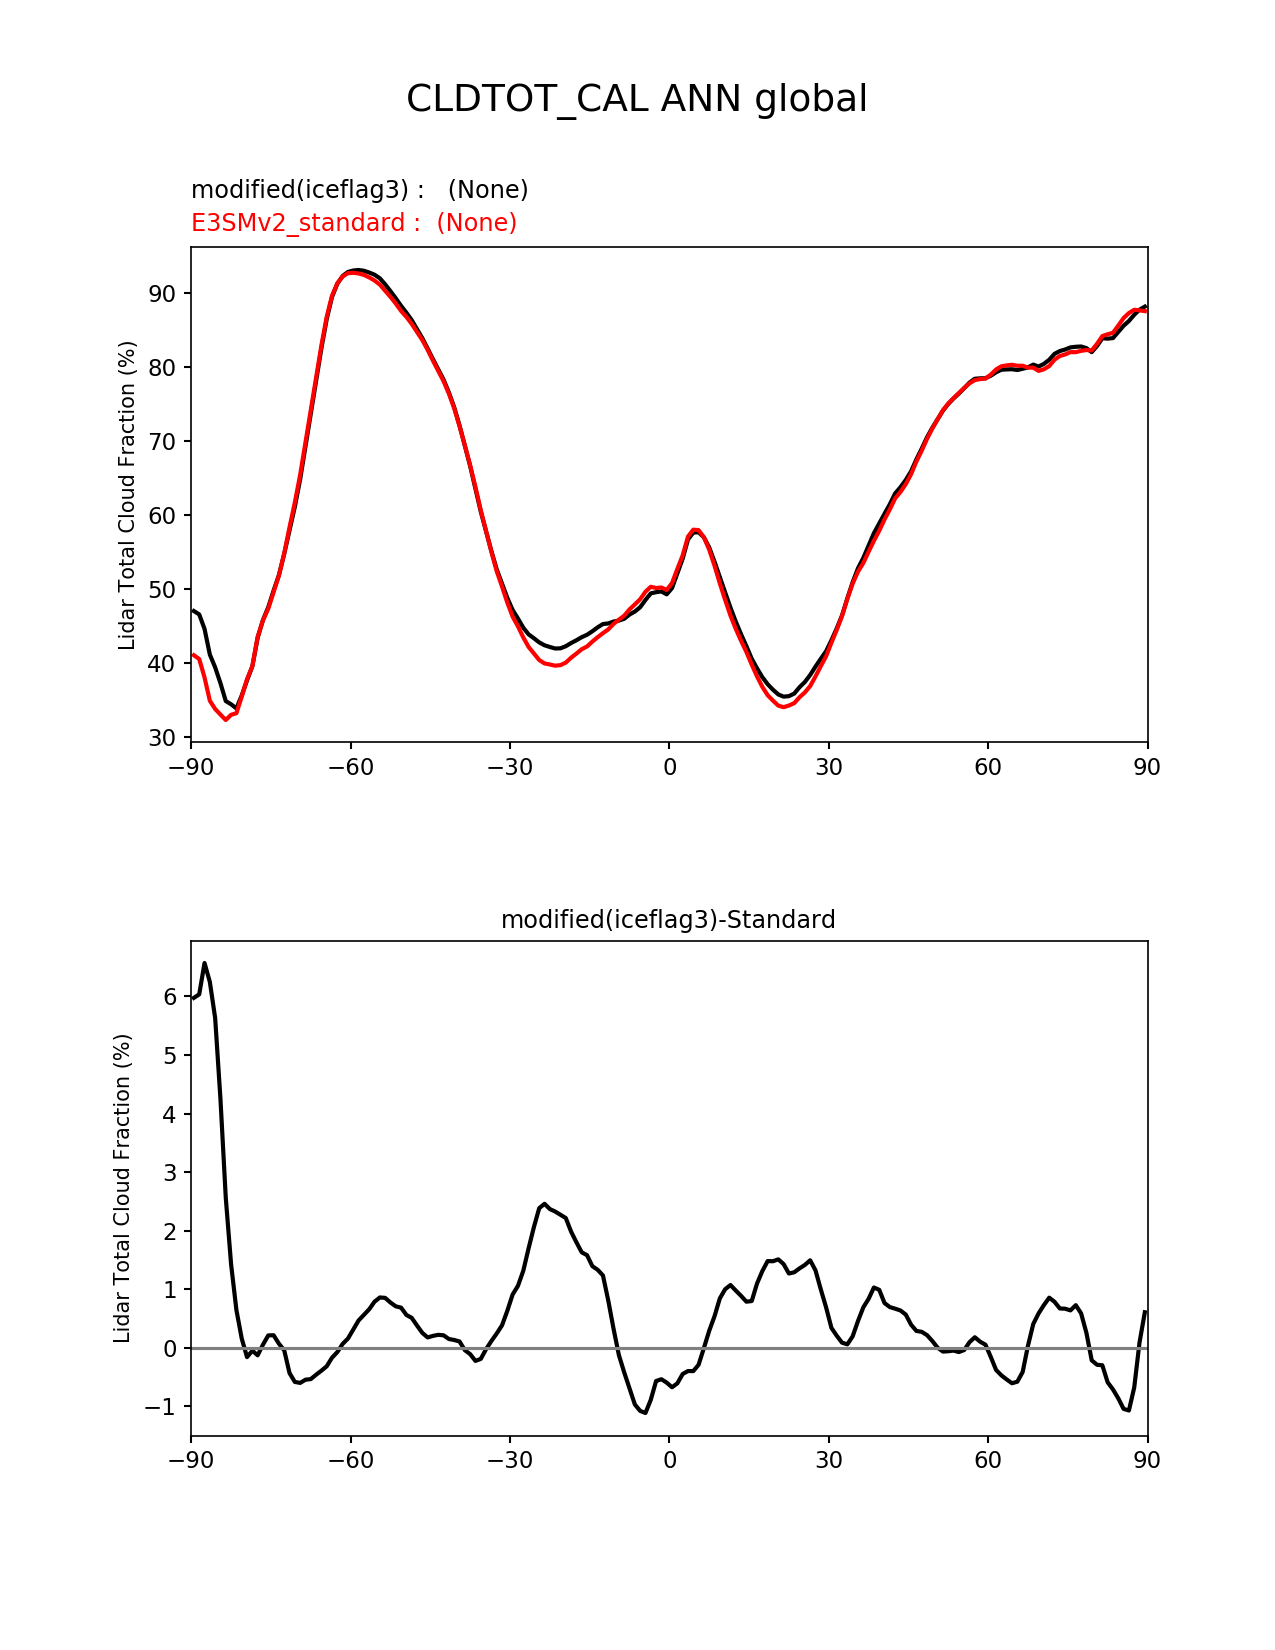 CLDTOT_CAL ANN global
modified(iceflag3) :   (None)
E3SMv2_standard :  (None)
Lidar Total Cloud Fraction (%)
90
80
70
60
50
40
30
−90 −60 −30 0 30 60 90
modified(iceflag3)-Standard
Lidar Total Cloud Fraction (%)
6
5
4
3
2
1
0
−1
−90 −60 −30 0 30 60 90